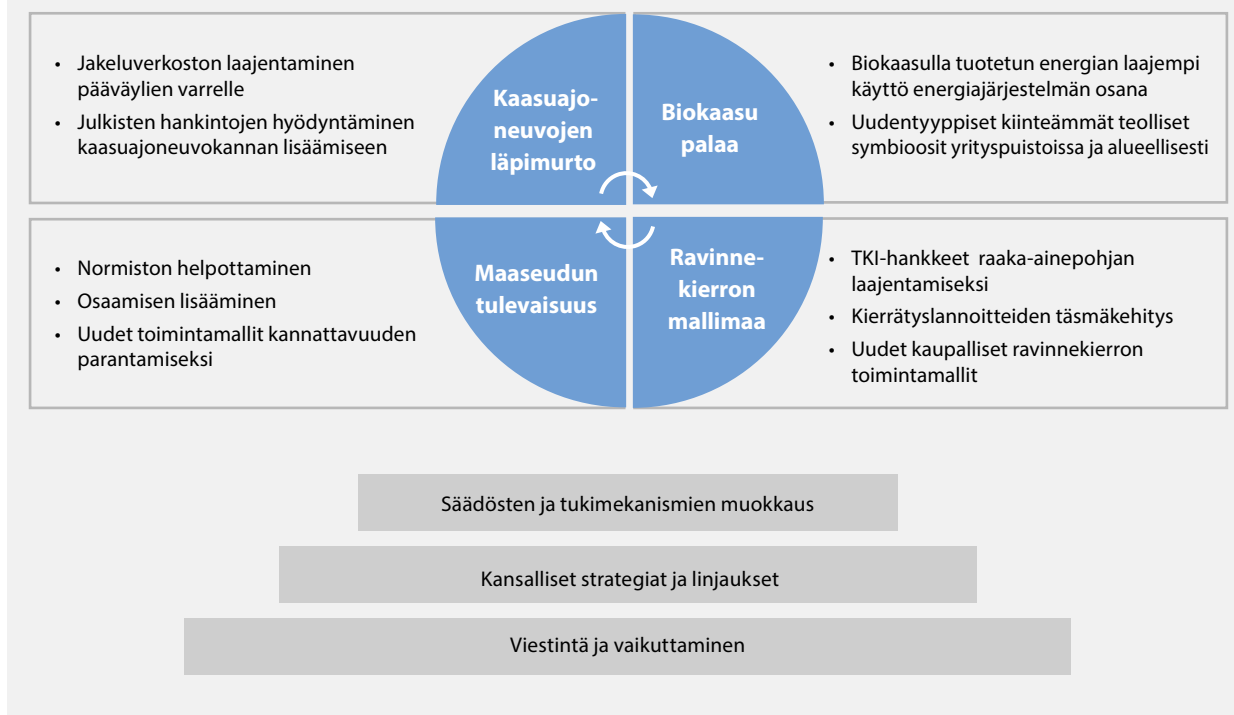 • Jakeluverkoston laajentaminen
pääväylien varrelle
• Julkisten hankintojen hyödyntäminen
kaasuajoneuvokannan lisäämiseen
Kaasuajo-
neuvojen
läpimurto
Biokaasu
palaa
• Biokaasulla tuotetun energian laajempi
käyttö energiajärjestelmän osana
• Uudentyyppiset kiinteämmät teolliset
symbioosit yrityspuistoissa ja alueellisesti
• Normiston helpottaminen
• Osaamisen lisääminen
• Uudet toimintamallit kannattavuuden
parantamiseksi
Maaseudun
tulevaisuus
Ravinne-
kierron
mallimaa
• TKI-hankkeet raaka-ainepohjan
laajentamiseksi
• Kierrätyslannoitteiden täsmäkehitys
• Uudet kaupalliset ravinnekierron
toimintamallit
Säädösten ja tukimekanismien muokkaus
Kansalliset strategiat ja linjaukset
Viestintä ja vaikuttaminen